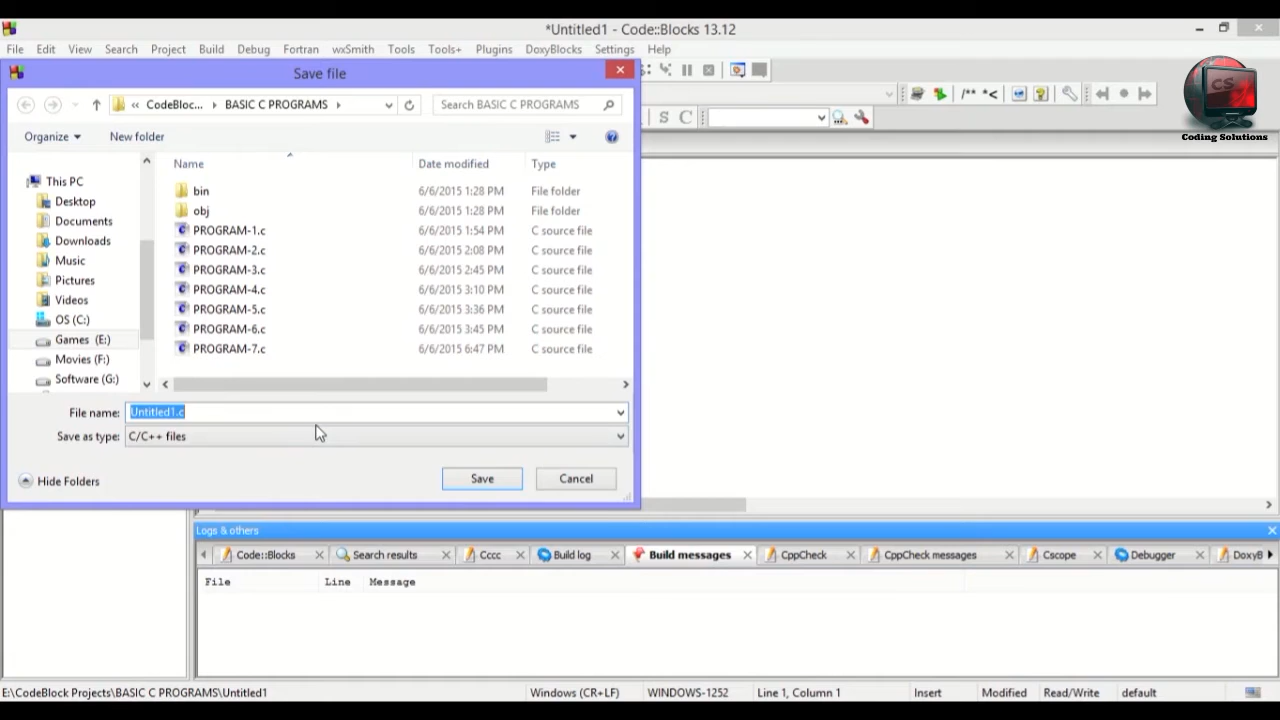 *Untitled1 - Code::Blocks 13.12
File Edit View Search Project Build Debug Fortran wxSmith Tools Tools+ Plugins DoxyBlocks Settings Help
Save file
« CodeBloc... BASIC C PROGRAMS Search BASIC C PROGRAMS
/** *<
S C
CS
Coding Solutions
Organize New folder
Name Date modified Type
This PC
Desktop
Documents
Downloads
Music
Pictures
Videos
OS (C:)
Games (E:)
Movies (F:)
Software (G:)
bin 6/6/2015 1:28 PM File folder
obj 6/6/2015 1:28 PM File folder
PROGRAM-1.c 6/6/2015 1:54 PM C source file
PROGRAM-2.c 6/6/2015 2:08 PM C source file
PROGRAM-3.c 6/6/2015 2:45 PM C source file
PROGRAM-4.c 6/6/2015 3:10 PM C source file
PROGRAM-5.c 6/6/2015 3:36 PM C source file
PROGRAM-6.c 6/6/2015 3:45 PM C source file
PROGRAM-7.c 6/6/2015 6:47 PM C source file
File name: Untitled1.c
Save as type: C/C++ files
Hide Folders Save Cancel
Logs & others
Code::Blocks Search results Cccc Build log Build messages CppCheck CppCheck messages Cscope Debugger DoxyB
File Line Message
E:\CodeBlock Projects\BASIC C PROGRAMS\Untitled1 Windows (CR+LF) WINDOWS-1252 Line 1, Column 1 Insert Modified Read/Write default